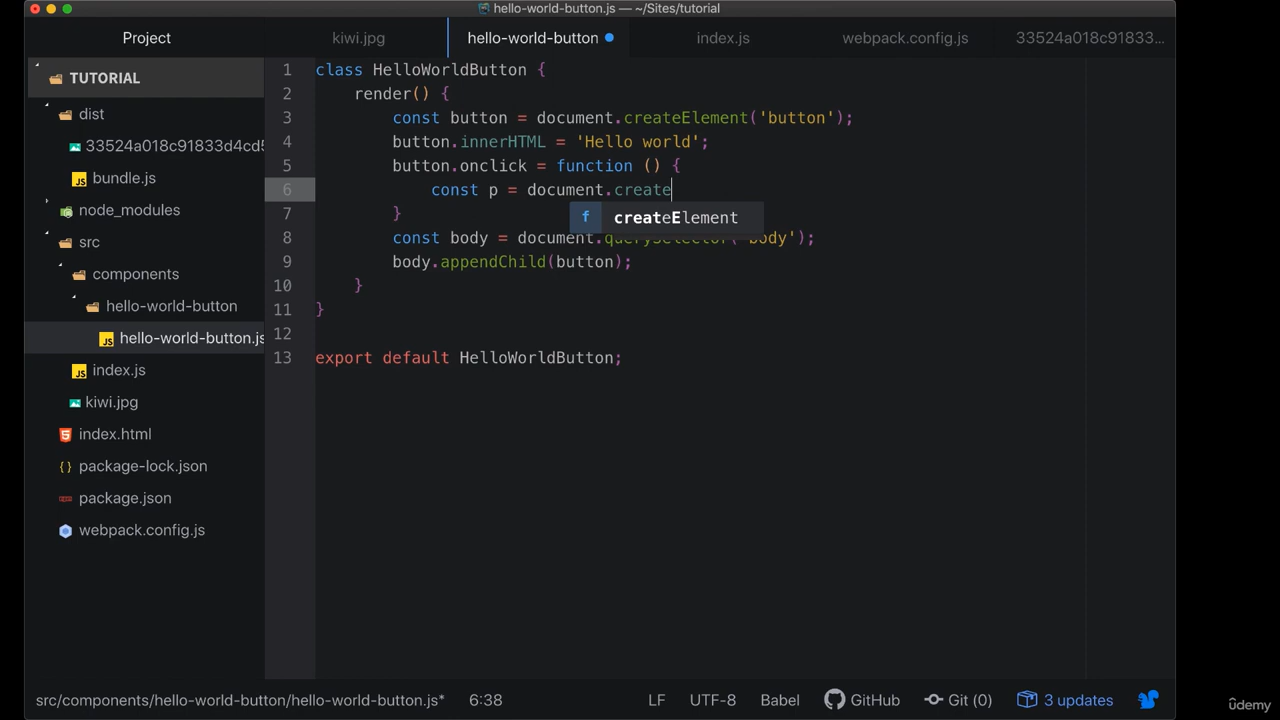 hello-world-button.js — ~/Sites/tutorial
Project
kiwi.jpg
hello-world-button
index.js
webpack.config.js
33524a018c91833...
TUTORIAL
dist
33524a018c91833d4cd5
bundle.js
node_modules
src
components
hello-world-button
hello-world-button.js
index.js
kiwi.jpg
index.html
package-lock.json
package.json
webpack.config.js
1 class HelloWorldButton {
2 render() {
3 const button = document.createElement('button');
4 button.innerHTML = 'Hello world';
5 button.onclick = function () {
6 const p = document.create
f createElement
7 }
8 const body = document.querySelector('body');
9 body.appendChild(button);
10 }
11 }
12
13 export default HelloWorldButton;
src/components/hello-world-button/hello-world-button.js* 6:38 LF UTF-8 Babel GitHub Git (0) 3 updates
ûdemy